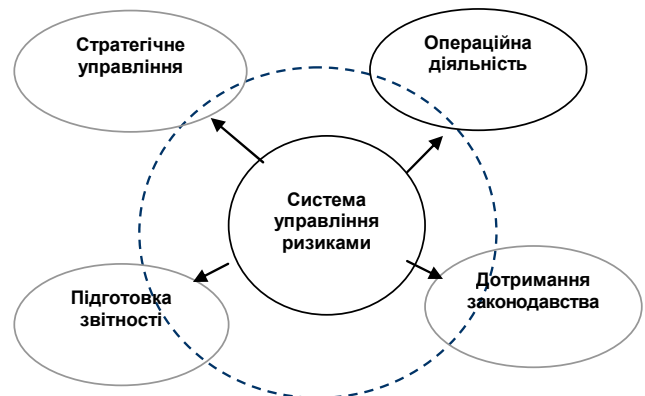 Стратегічне
управління
Операційна
діяльність
Система
управління
ризиками
Підготовка
звітності
Дотримання
законодавства